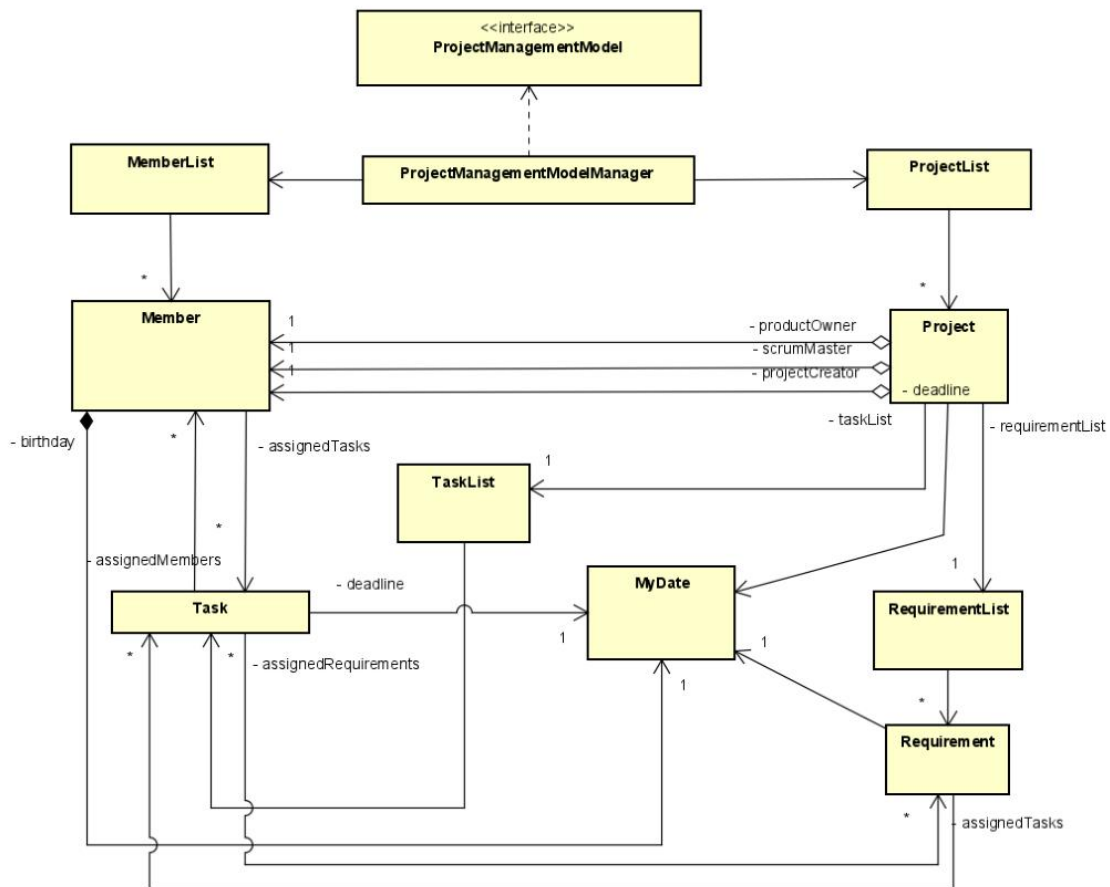 <<interface>>
ProjectManagementModel
MemberList
ProjectManagementModelManager
ProjectList
*
*
Member
Project
1
- productOwner
1
- scrumMaster
1
- projectCreator
- deadline
- taskList
- birthday
*
- assignedTasks
- requirementList
1
TaskList
*
- assignedMembers
1
- deadline
MyDate
Task
RequirementList
1
*
*
- assignedRequirements
1
1
*
Requirement
*
- assignedTasks